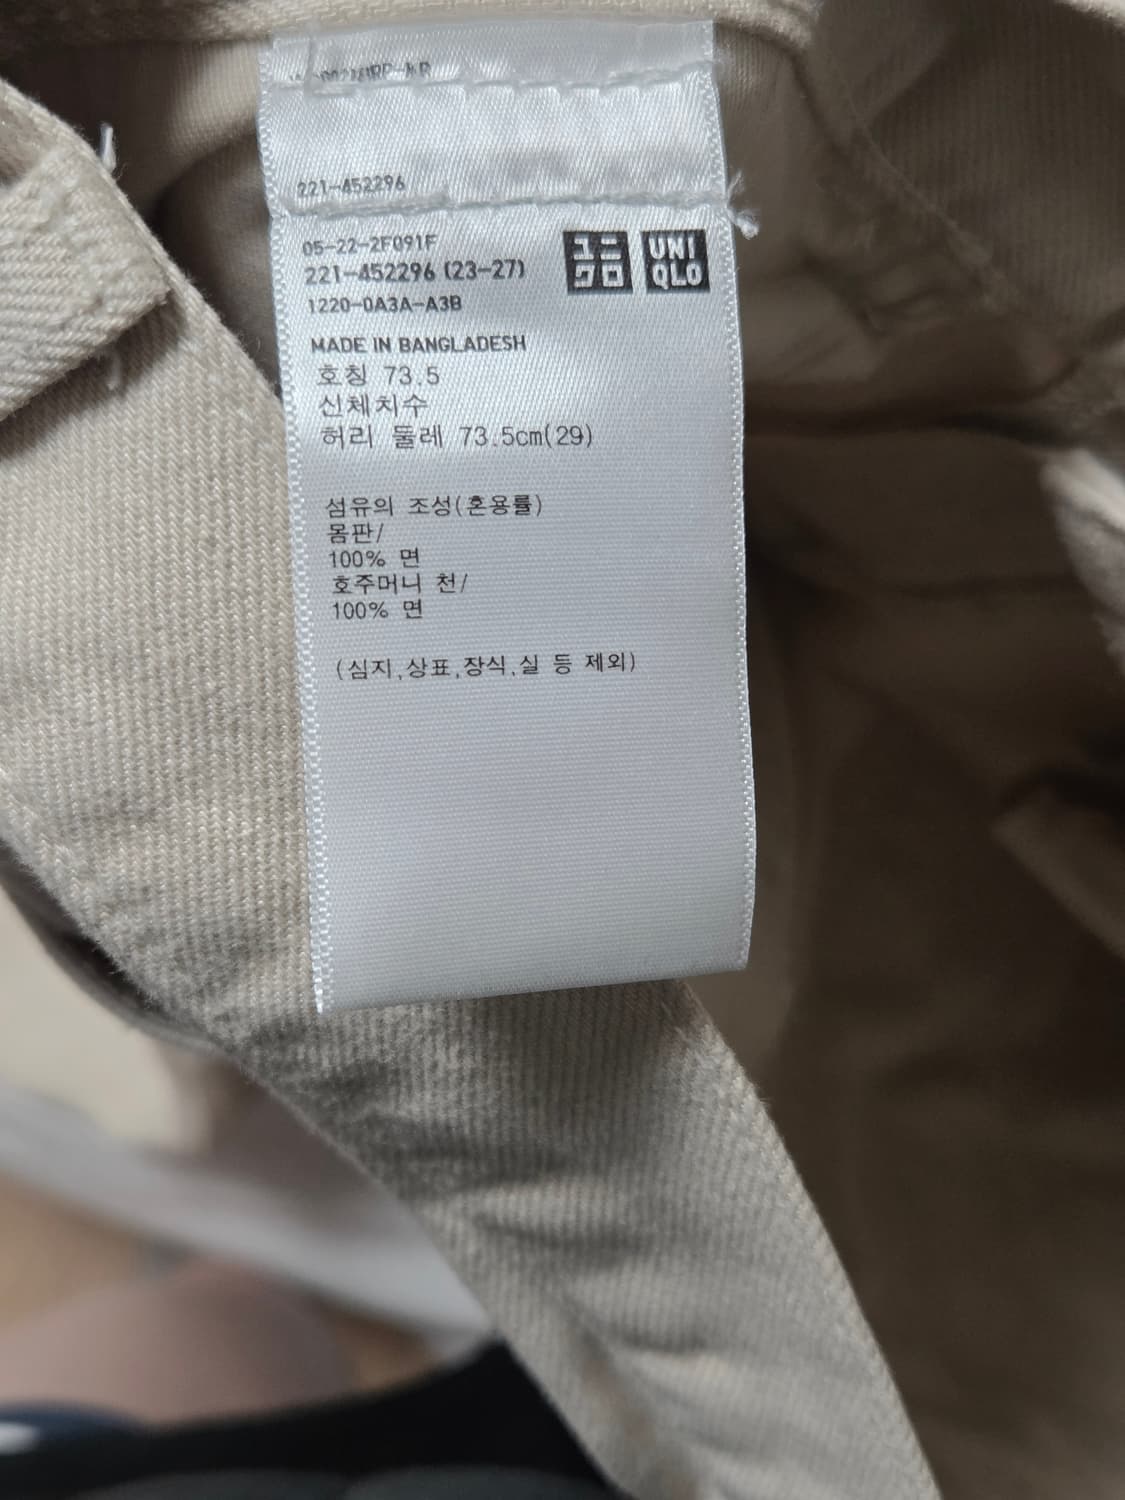 221-452296
05-22-2F091F
221-452296 (23-27)
1220-0A3A-A3B
ユニ
クロ
UNI
QLO
MADE IN BANGLADESH
호칭 73.5
신체치수
허리 둘레 73.5cm(29)
섬유의 조성(혼용률)
몸판/
100% 면
호주머니 천/
100% 면
(심지,상표,장식,실 등 제외)